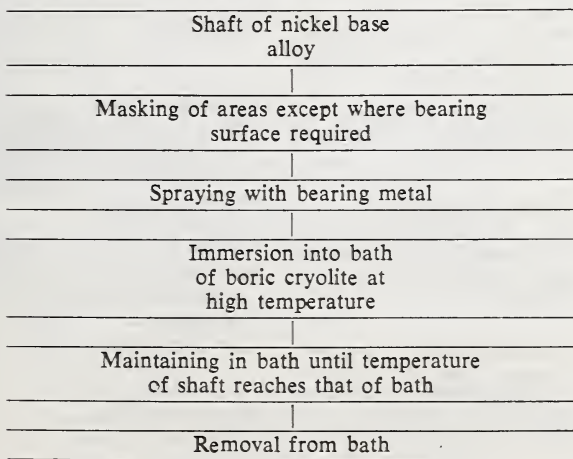 Shaft of nickel base
alloy
Masking of areas except where bearing
surface required
Spraying with bearing metal
Immersion into bath
of boric cryolite at
high temperature
Maintaining in bath until temperature
of shaft reaches that of bath
Removal from bath